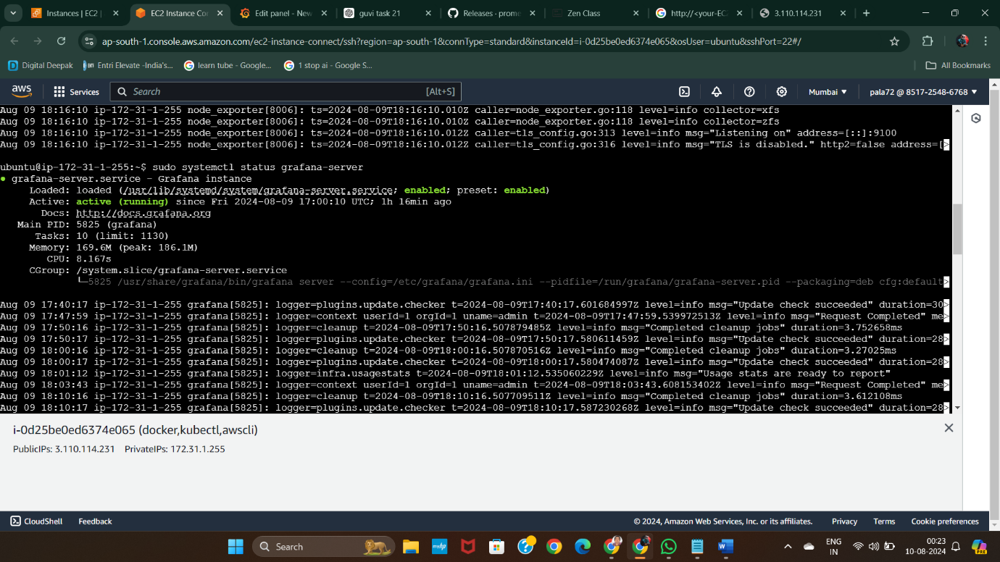 Instances | EC2 |
EC2 Instance Co
Edit panel - New
guvi task 21
Releases · prome
Zen Class
http://<your-EC
3.110.114.231
ap-south-1.console.aws.amazon.com/ec2-instance-connect/ssh?region=ap-south-1&connType=standard&instanceId=i-0d25be0ed6374e065&osUser=ubuntu&sshPort=22#/
Digital Deepak
Entri Elevate -India's...
learn tube - Google...
1 stop ai - Google S...
All Bookmarks
aws
Services
Search
[Alt+S]
Mumbai
pala72 @ 8517-2548-6768
Aug 09 18:16:10 ip-172-31-1-255 node_exporter[8006]: ts=2024-08-09T18:16:10.010Z caller=node_exporter.go:118 level=info collector=xfs
Aug 09 18:16:10 ip-172-31-1-255 node_exporter[8006]: ts=2024-08-09T18:16:10.010Z caller=node_exporter.go:118 level=info collector=zfs
Aug 09 18:16:10 ip-172-31-1-255 node_exporter[8006]: ts=2024-08-09T18:16:10.012Z caller=tls_config.go:313 level=info msg="Listening on" address=[::]:9100
Aug 09 18:16:10 ip-172-31-1-255 node_exporter[8006]: ts=2024-08-09T18:16:10.012Z caller=tls_config.go:316 level=info msg="TLS is disabled." http2=false address=[>
ubuntu@ip-172-31-1-255:~$ sudo systemctl status grafana-server
● grafana-server.service - Grafana instance
Loaded: loaded (/usr/lib/systemd/system/grafana-server.service; enabled; preset: enabled)
Active: active (running) since Fri 2024-08-09 17:00:10 UTC; 1h 16min ago
Docs: http://docs.grafana.org
Main PID: 5825 (grafana)
Tasks: 10 (limit: 1130)
Memory: 169.6M (peak: 186.1M)
CPU: 8.167s
CGroup: /system.slice/grafana-server.service
└─5825 /usr/share/grafana/bin/grafana server --config=/etc/grafana/grafana.ini --pidfile=/run/grafana/grafana-server.pid --packaging=deb cfg:default>
Aug 09 17:40:17 ip-172-31-1-255 grafana[5825]: logger=plugins.update.checker t=2024-08-09T17:40:17.601684997Z level=info msg="Update check succeeded" duration=30>
Aug 09 17:47:59 ip-172-31-1-255 grafana[5825]: logger=context userId=1 orgId=1 uname=admin t=2024-08-09T17:47:59.539972513Z level=info msg="Request Completed" me>
Aug 09 17:50:16 ip-172-31-1-255 grafana[5825]: logger=cleanup t=2024-08-09T17:50:16.507879485Z level=info msg="Completed cleanup jobs" duration=3.752658ms
Aug 09 17:50:17 ip-172-31-1-255 grafana[5825]: logger=plugins.update.checker t=2024-08-09T17:50:17.580611459Z level=info msg="Update check succeeded" duration=28>
Aug 09 18:00:16 ip-172-31-1-255 grafana[5825]: logger=cleanup t=2024-08-09T18:00:16.507870516Z level=info msg="Completed cleanup jobs" duration=3.27025ms
Aug 09 18:00:17 ip-172-31-1-255 grafana[5825]: logger=plugins.update.checker t=2024-08-09T18:00:17.580474087Z level=info msg="Update check succeeded" duration=28>
Aug 09 18:01:12 ip-172-31-1-255 grafana[5825]: logger=infra.usagestats t=2024-08-09T18:01:12.535060229Z level=info msg="Usage stats are ready to report"
Aug 09 18:03:43 ip-172-31-1-255 grafana[5825]: logger=context userId=1 orgId=1 uname=admin t=2024-08-09T18:03:43.608153402Z level=info msg="Request Completed" me>
Aug 09 18:10:16 ip-172-31-1-255 grafana[5825]: logger=cleanup t=2024-08-09T18:10:16.507709511Z level=info msg="Completed cleanup jobs" duration=3.612108ms
Aug 09 18:10:17 ip-172-31-1-255 grafana[5825]: logger=plugins.update.checker t=2024-08-09T18:10:17.587230268Z level=info msg="Update check succeeded" duration=28>
i-0d25be0ed6374e065 (docker,kubectl,awscli)
PublicIPs: 3.110.114.231 PrivateIPs: 172.31.1.255
CloudShell
Feedback
© 2024, Amazon Web Services, Inc. or its affiliates.
Privacy
Terms
Cookie preferences
Search
ENG
IN
00:23
10-08-2024